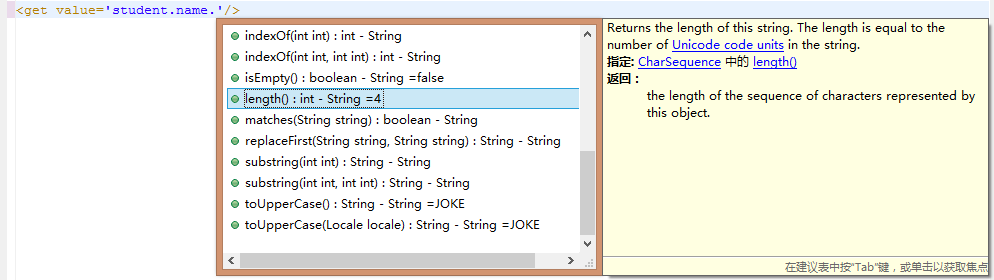 <get value='student.name.'/>
indexOf(int int) : int - String
indexOf(int int, int int) : int - String
isEmpty() : boolean - String =false
length() : int - String =4
matches(String string) : boolean - String
replaceFirst(String string, String string) : String - String
substring(int int) : String - String
substring(int int, int int) : String - String
toUpperCase() : String - String =JOKE
toUpperCase(Locale locale) : String - String =JOKE
Returns the length of this string. The length is equal to the
number of Unicode code units in the string.
指定: CharSequence 中的 length()
返回：
the length of the sequence of characters represented by
this object.
在建议表中按"Tab"键，或单击以获取焦点